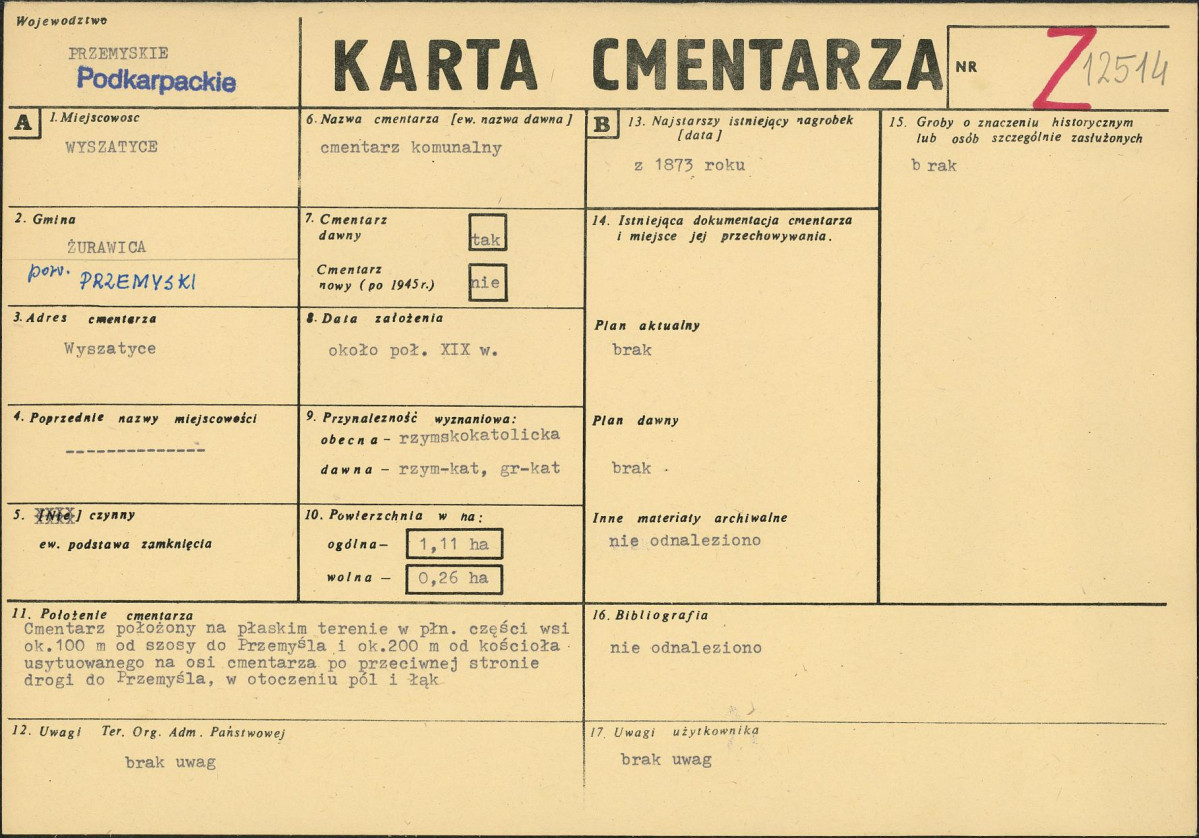 Województwo
PRZEMYSKIE
Podkarpackie
KARTA CMENTARZA
NR
Z 12514
A
1. Miejscowosc
WYSZATYCE
2. Gmina
ŻURAWICA
pow. PRZEMYSKI
3. Adres cmentarza
Wyszatyce
4. Poprzednie nazwy miejscowości
--------------
5. [Nie] czynny
ew. podstawa zamknięcia
6. Nazwa cmentarza [ew. nazwa dawna]
cmentarz komunalny
7. Cmentarz
dawny
tak
Cmentarz
nowy (po 1945 r.)
nie
8. Data założenia
około poł. XIX w.
9. Przynależność wyznaniowa:
obecna - rzymskokatolicka
dawna - rzym-kat, gr-kat
10. Powierzchnia w ha:
ogólna - 1,11 ha
wolna - 0,26 ha
11. Położenie cmentarza
Cmentarz położony na płaskim terenie w płn. części wsi
ok.100 m od szosy do Przemyśla i ok.200 m od kościoła
usytuowanego na osi cmentarza po przeciwnej stronie
drogi do Przemyśla, w otoczeniu pól i łąk
12. Uwagi Ter. Org. Adm. Państwowej
brak uwag
B
13. Najstarszy istniejący nagrobek
[data]
z 1873 roku
14. Istniejąca dokumentacja cmentarza
i miejsce jej przechowywania.
Plan aktualny
brak
Plan dawny
brak
Inne materiały archiwalne
nie odnaleziono
15. Groby o znaczeniu historycznym
lub osób szczególnie zasłużonych
b rak
16. Bibliografia
nie odnaleziono
17. Uwagi użytkownika
brak uwag